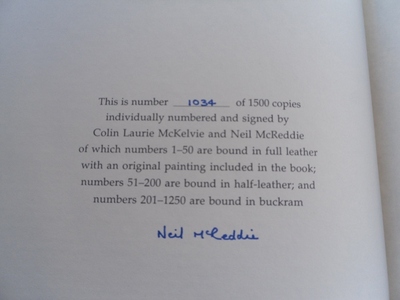 This is number 1034 of 1500 copies
individually numbered and signed by
Colin Laurie McKelvie and Neil McReddie
of which numbers 1–50 are bound in full leather
with an original painting included in the book;
numbers 51–200 are bound in half-leather; and
numbers 201–1250 are bound in buckram
Neil McReddie